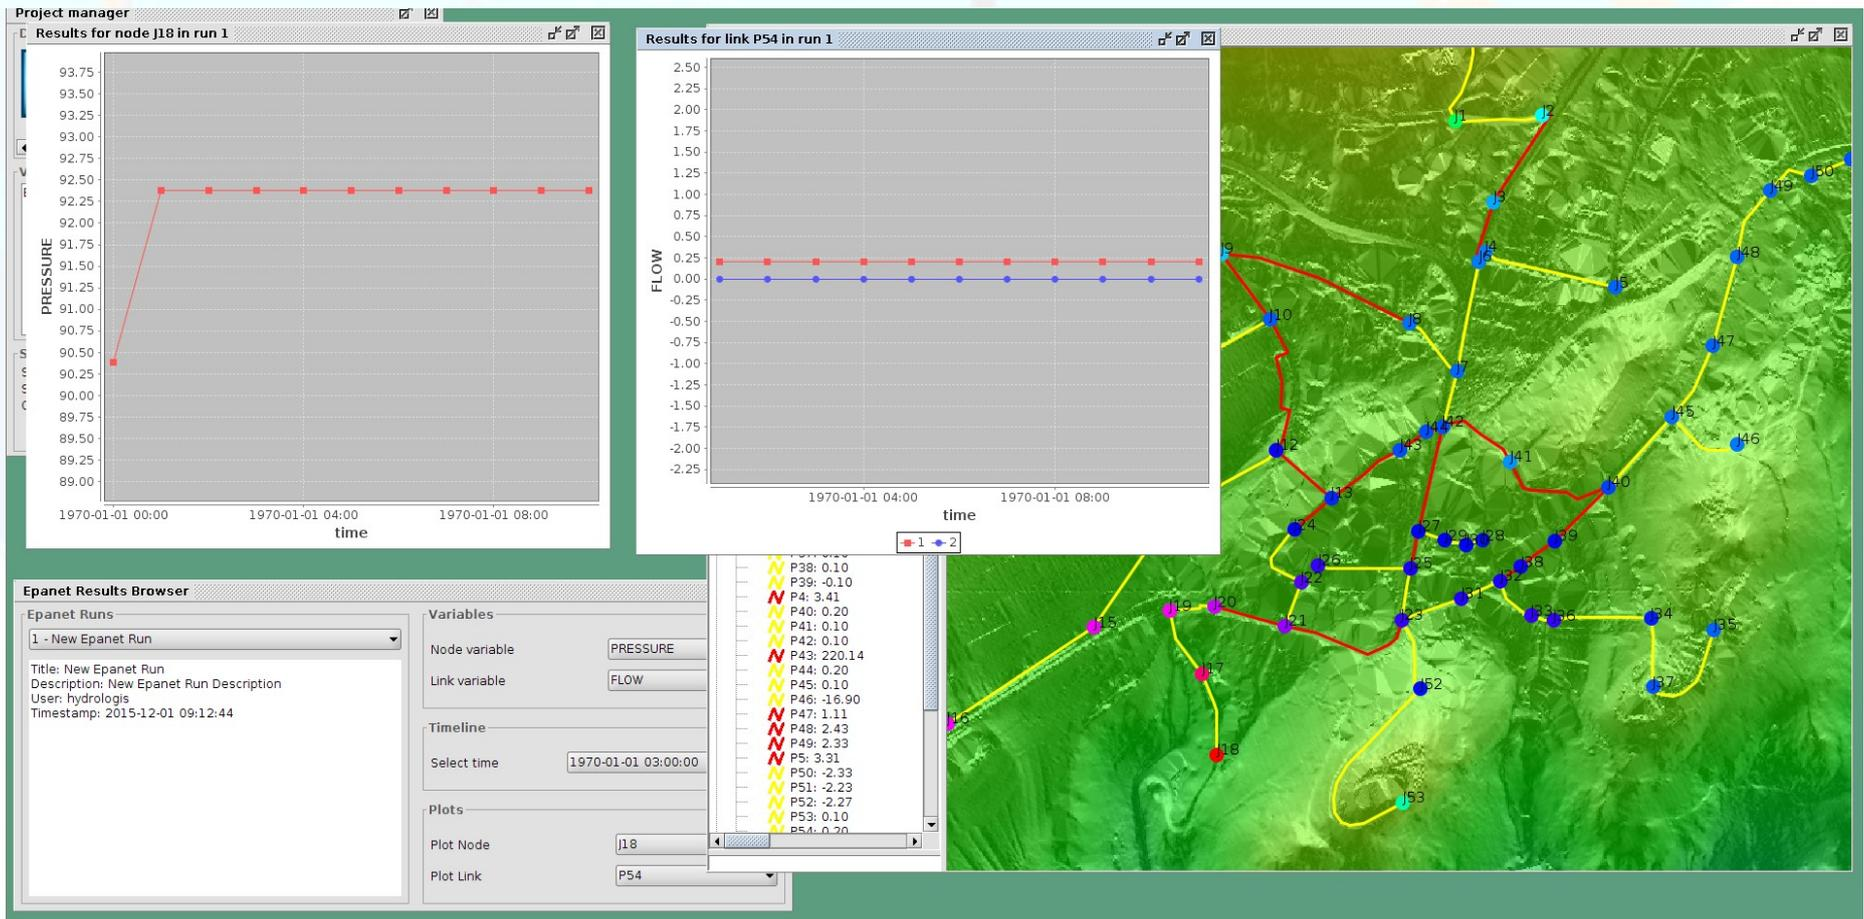 Project manager
Results for node J18 in run 1
93.75
93.50
93.25
93.00
92.75
92.50
92.25
92.00
91.75
91.50
91.25
91.00
90.75
90.50
90.25
90.00
89.75
89.50
89.25
89.00
PRESSURE
1970-01-01 00:00
1970-01-01 04:00
1970-01-01 08:00
time
Results for link P54 in run 1
2.50
2.25
2.00
1.75
1.50
1.25
1.00
0.75
0.50
0.25
0.00
-0.25
-0.50
-0.75
-1.00
-1.25
-1.50
-1.75
-2.00
-2.25
FLOW
1970-01-01 04:00
1970-01-01 08:00
time
1 2
Epanet Results Browser
Epanet Runs
1 - New Epanet Run
Title: New Epanet Run
Description: New Epanet Run Description
User: hydrologis
Timestamp: 2015-12-01 09:12:44
Variables
Node variable PRESSURE
Link variable FLOW
Timeline
Select time 1970-01-01 03:00:00
Plots
Plot Node J18
Plot Link P54
P38: 0.10
P39: -0.10
P4: 3.41
P40: 0.20
P41: 0.10
P42: 0.10
P43: 220.14
P44: 0.20
P45: 0.10
P46: -16.90
P47: 1.11
P48: 2.43
P49: 2.33
P5: 3.31
P50: -2.33
P51: -2.23
P52: -2.27
P53: 0.10
P54: 0.20
J1
J2
J50
J49
J3
J4
J6
J48
J5
J9
J10
J8
J47
J7
J45
J42
J44
J46
J12
J43
J41
J40
J13
J24
J27
J29
J28
J39
J26
J25
J38
J22
J32
J31
J19
J20
J33
J36
J34
J15
J21
J23
J35
J17
J52
J37
J16
J18
J53